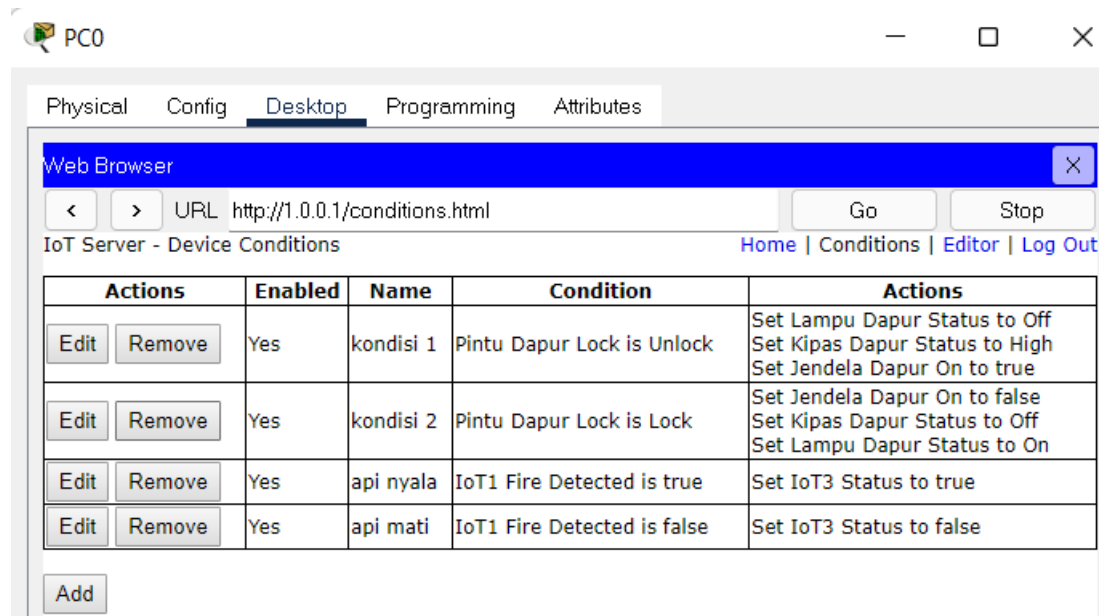 PC0
Physical Config Desktop Programming Attributes
Web Browser X
< > URL http://1.0.0.1/conditions.html Go Stop
IoT Server - Device Conditions Home | Conditions | Editor | Log Out
Actions Enabled Name Condition Actions
Edit Remove Yes kondisi 1 Pintu Dapur Lock is Unlock Set Lampu Dapur Status to Off
Set Kipas Dapur Status to High
Set Jendela Dapur On to true
Edit Remove Yes kondisi 2 Pintu Dapur Lock is Lock Set Jendela Dapur On to false
Set Kipas Dapur Status to Off
Set Lampu Dapur Status to On
Edit Remove Yes api nyala IoT1 Fire Detected is true Set IoT3 Status to true
Edit Remove Yes api mati IoT1 Fire Detected is false Set IoT3 Status to false
Add